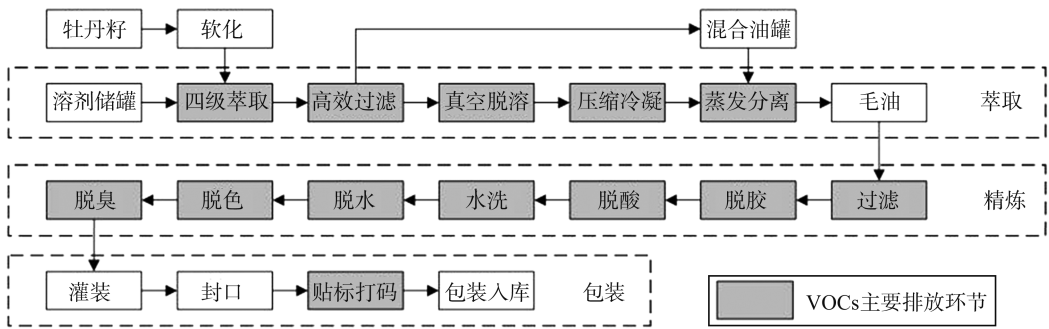 牡丹籽
软化
混合油罐
溶剂储罐
四级萃取
高效过滤
真空脱溶
压缩冷凝
蒸发分离
毛油
萃取
脱臭
脱色
脱水
水洗
脱酸
脱胶
过滤
精炼
灌装
封口
贴标打码
包装入库
包装
VOCs主要排放环节